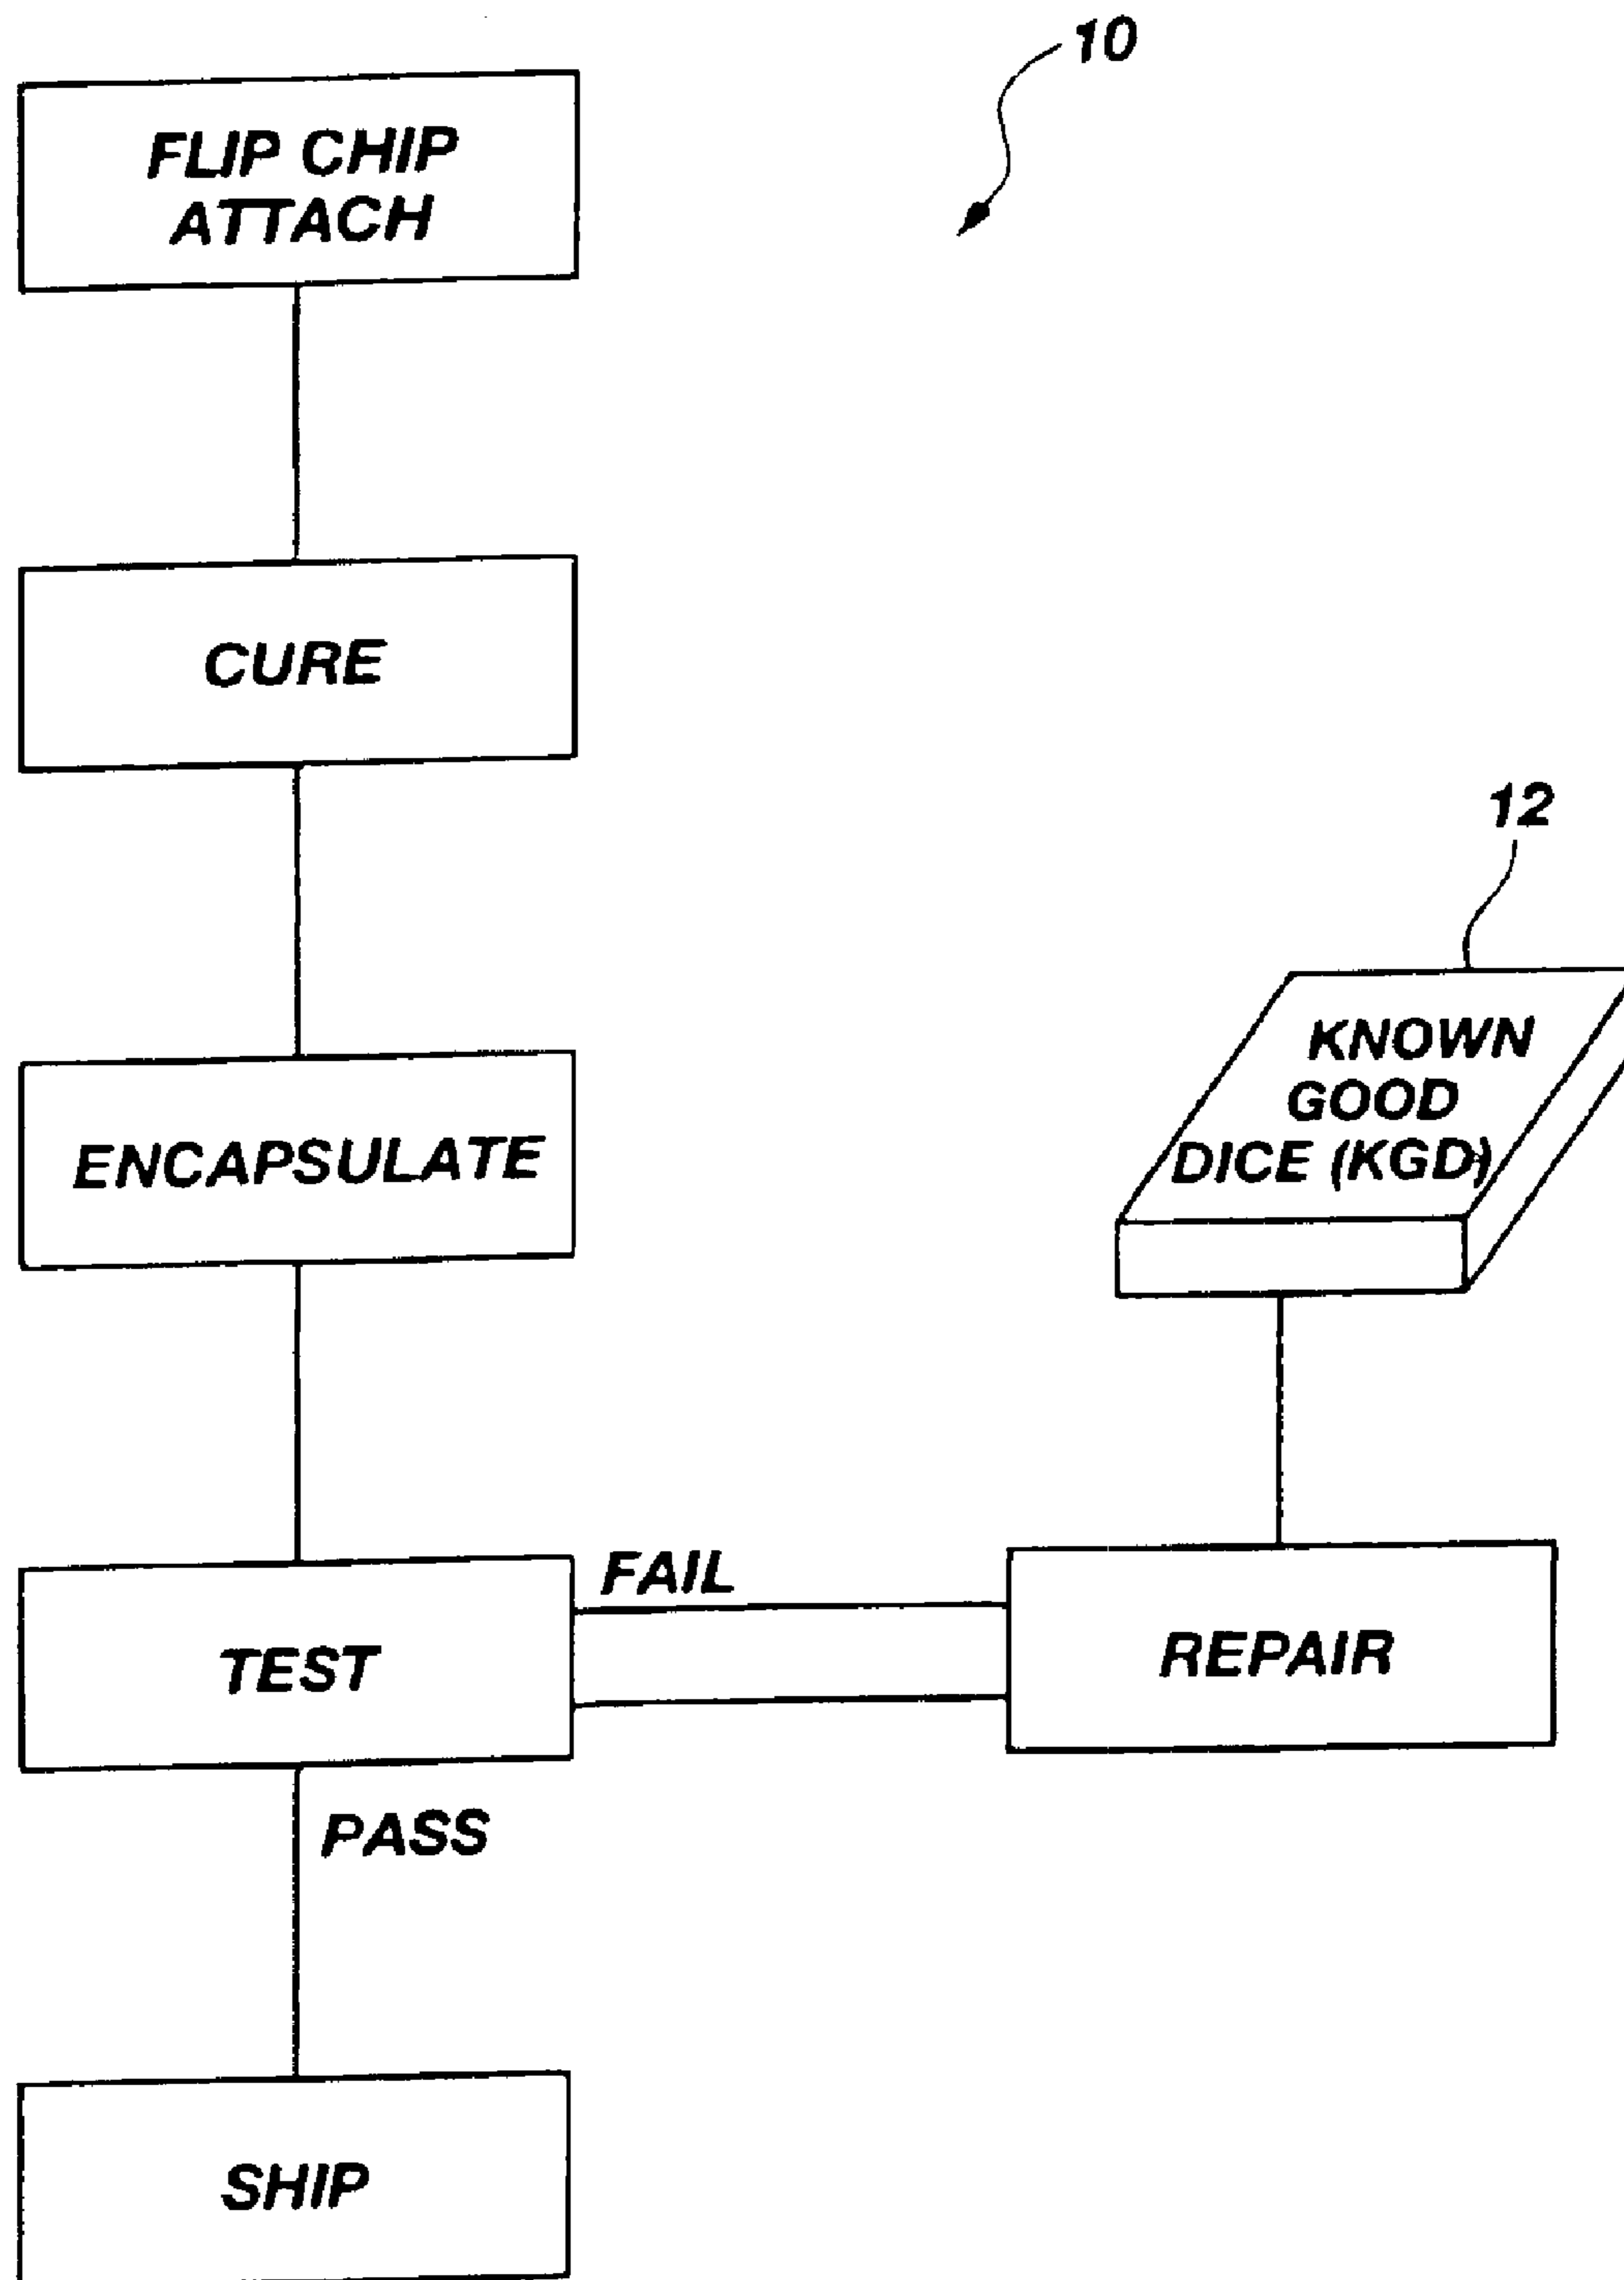 10
FLIP CHIP
ATTACH
CURE
12
KNOWN
GOOD
DICE (KGD)
ENCAPSULATE
FAIL
TEST
REPAIR
PASS
SHIP